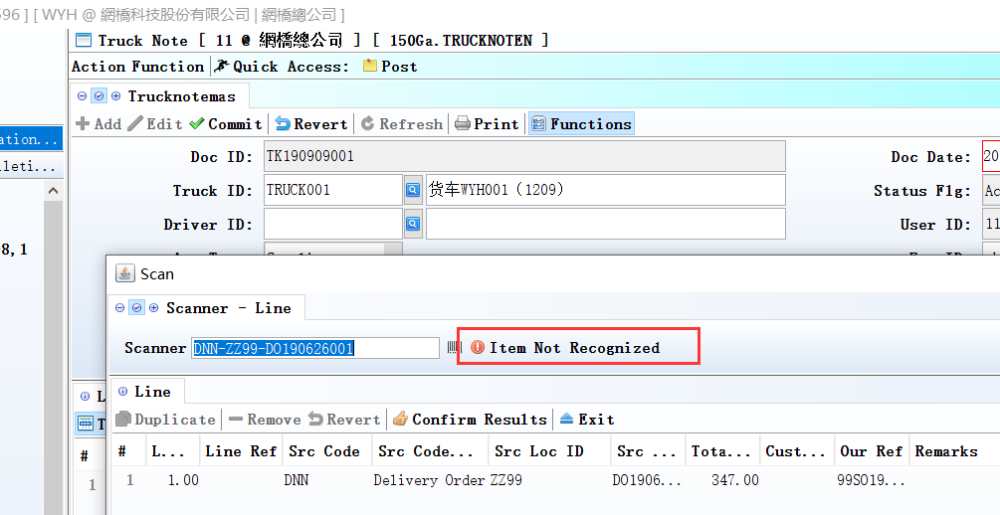 596 ] [ WYH @ 網橋科技股份有限公司 | 網橋總公司 ]
Truck Note [ 11 @ 網橋總公司 ] [ 150Ga.TRUCKNOTEN ]
Action Function Quick Access: Post
Trucknotemas
Add Edit Commit Revert Refresh Print Functions
ation...
Doc ID: TK190909001 Doc Date: 20
leti...
Truck ID: TRUCK001 货车WYH001（1209） Status Flg: Ac
Driver ID: User ID: 11
8,1
Scan
Scanner - Line
Scanner DNN-ZZ99-DO190626001 Item Not Recognized
L
Line
T
Duplicate Remove Revert Confirm Results Exit
# # L... Line Ref Src Code Src Code... Src Loc ID Src ... Tota... Cust... Our Ref Remarks
1 1 1.00 DNN Delivery Order ZZ99 DO1906... 347.00 99SO19...